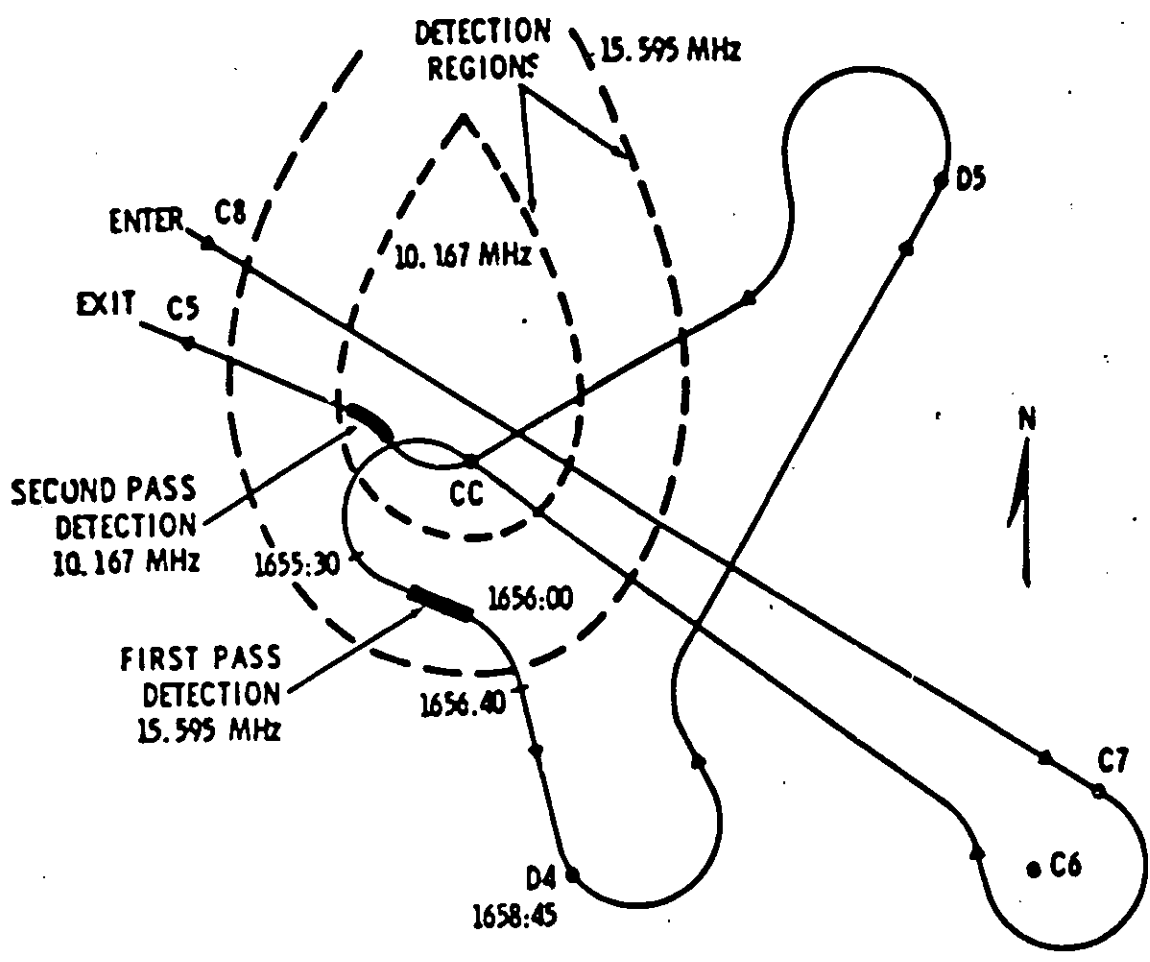 DETECTION
REGIONS
15.595 MHz
D5
ENTER
C8
10.167 MHz
EXIT
C5
N
SECOND PASS
DETECTION
10.167 MHz
CC
1655:30
1656:00
FIRST PASS
DETECTION
15.595 MHz
1656.40
C7
C6
D4
1658:45